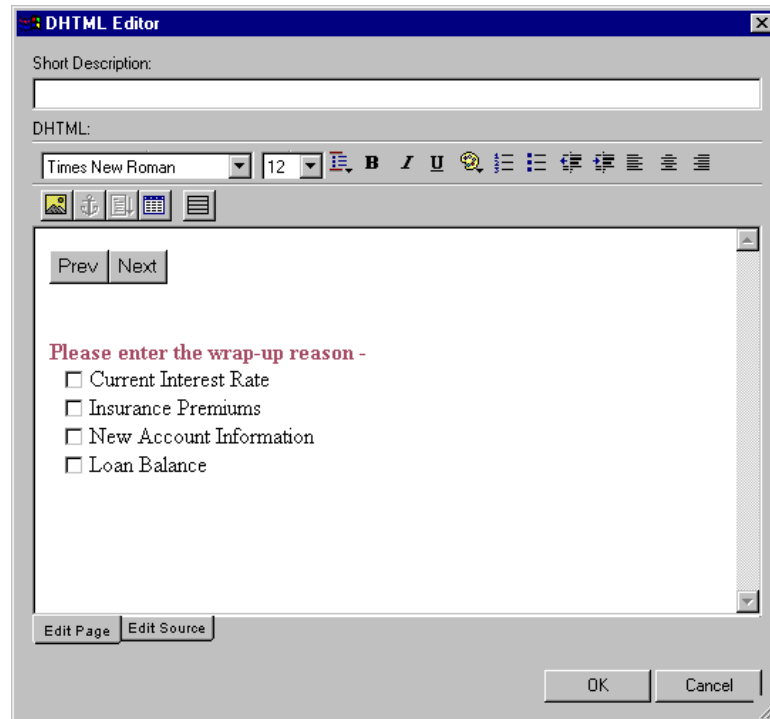 DHTML Editor
Short Description:
DHTML:
Times New Roman 12 B I U
Prev Next
Please enter the wrap-up reason -
Current Interest Rate
Insurance Premiums
New Account Information
Loan Balance
Edit Page Edit Source
OK Cancel